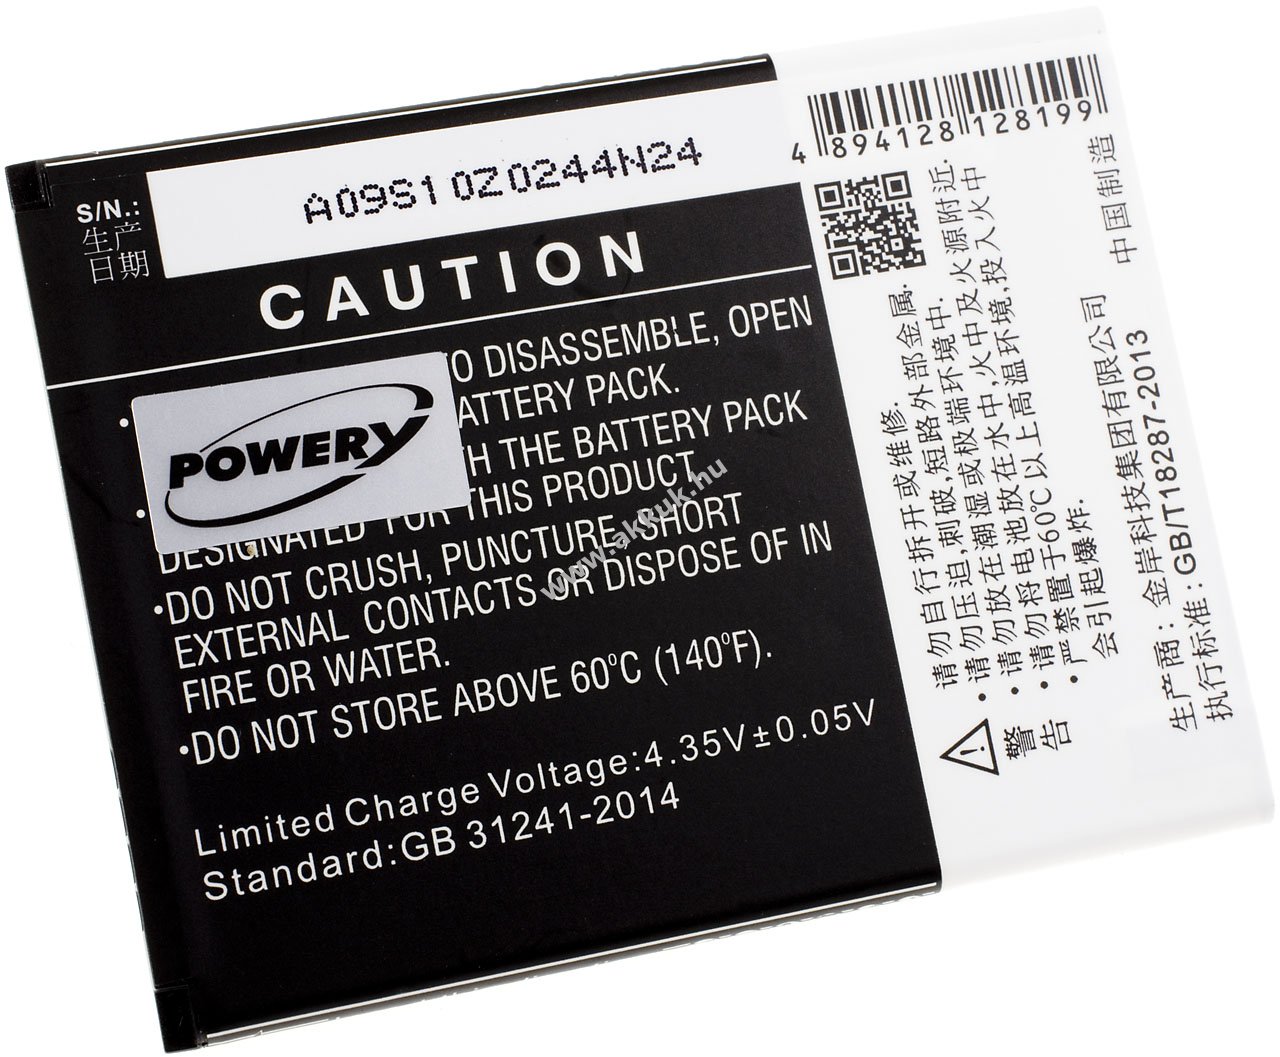 S/N.:
生产
日期
A09S10Z0244N24
CAUTION
O DISASSEMBLE, OPEN
ATTERY PACK.
H THE BATTERY PACK
DESIGNATED FOR THIS PRODUCT.
•DO NOT CRUSH, PUNCTURE, SHORT
EXTERNAL CONTACTS OR DISPOSE OF IN
FIRE OR WATER.
•DO NOT STORE ABOVE 60°C (140°F).
Limited Charge Voltage:4.35V±0.05V
Standard:GB 31241-2014
POWERY
www.akkuk.hu
4 894128 128199
中国制造
警告
请勿自行拆开或维修.
请勿压迫,刺破,短路外部金属.
•请勿放在潮湿或极端环境中.
•请勿将电池放在水中,火中及火源附近.
•严禁置于60℃以上高温环境,投入火中
会引起爆炸.
生产商:金岸科技集团有限公司
执行标准:GB/T18287-2013